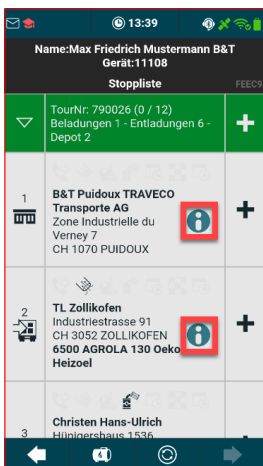 13:39
Name:Max Friedrich Mustermann B&T
Gerät:11108
Stoppliste
FEEC9
TourNr: 790026 (0 / 12)
Beladungen 1 - Entladungen 6 -
Depot 2
1
B&T Puidoux TRAVECO
Transporte AG
Zone Industrielle du
Verney 7
CH 1070 PUIDOUX
2
TL Zollikofen
Industriestrasse 91
CH 3052 ZOLLIKOFEN
6500 AGROLA 130 Oeko
Heizoel
3
Christen Hans-Ulrich
Hünigershaus 1536